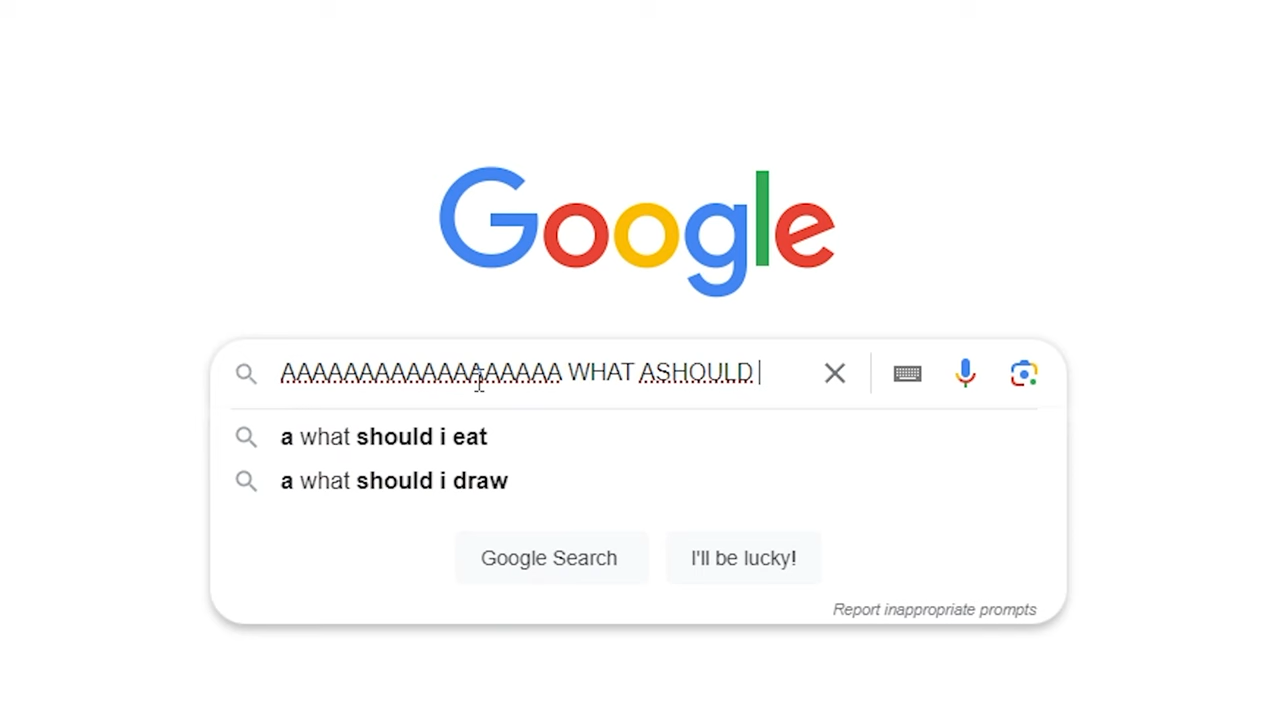 Google
AAAAAAAAAAAAAAAAAA WHAT ASHOULD
a what should i eat
a what should i draw
Google Search
I'll be lucky!
Report inappropriate prompts